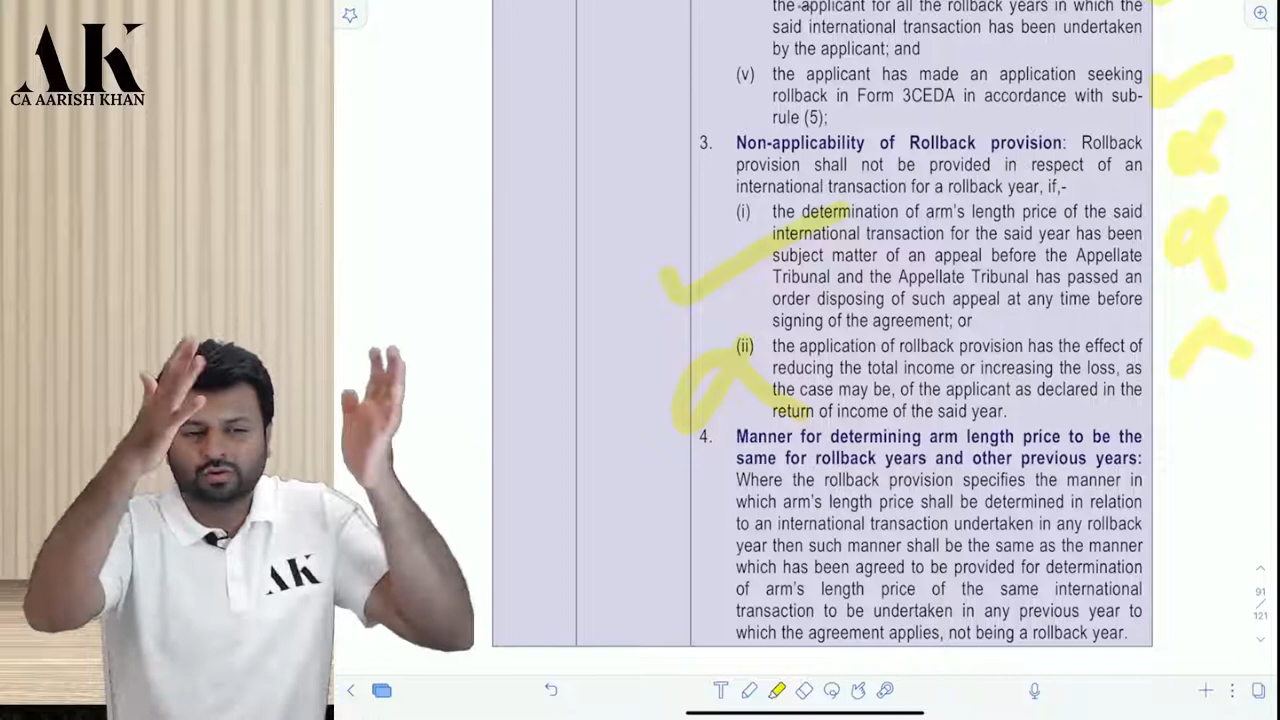 AK
CA AARISH KHAN
the applicant for all the rollback years in which the
said international transaction has been undertaken
by the applicant; and
(v) the applicant has made an application seeking
rollback in Form 3CEDA in accordance with sub-
rule (5);
3. Non-applicability of Rollback provision: Rollback
provision shall not be provided in respect of an
international transaction for a rollback year, if,-
(i) the determination of arm's length price of the said
international transaction for the said year has been
subject matter of an appeal before the Appellate
Tribunal and the Appellate Tribunal has passed an
order disposing of such appeal at any time before
signing of the agreement; or
(ii) the application of rollback provision has the effect of
reducing the total income or increasing the loss, as
the case may be, of the applicant as declared in the
return of income of the said year.
4. Manner for determining arm length price to be the
same for rollback years and other previous years:
Where the rollback provision specifies the manner in
which arm's length price shall be determined in relation
to an international transaction undertaken in any rollback
year then such manner shall be the same as the manner
which has been agreed to be provided for determination
of arm's length price of the same international
transaction to be undertaken in any previous year to
which the agreement applies, not being a rollback year.
AK
91
/
121